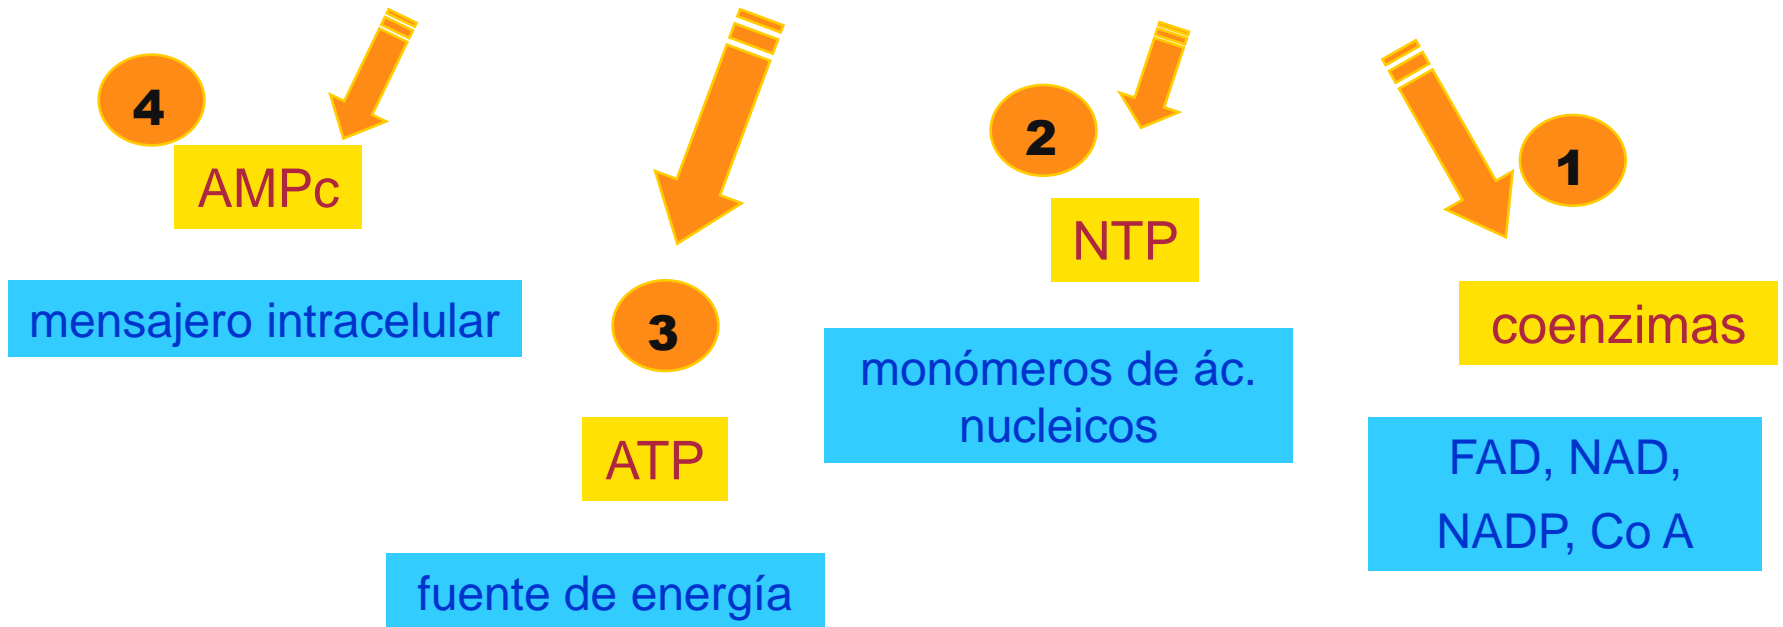 4
AMPc
mensajero intracelular
3
ATP
fuente de energía
2
NTP
monómeros de ác.
nucleicos
1
coenzimas
FAD, NAD,
NADP, Co A